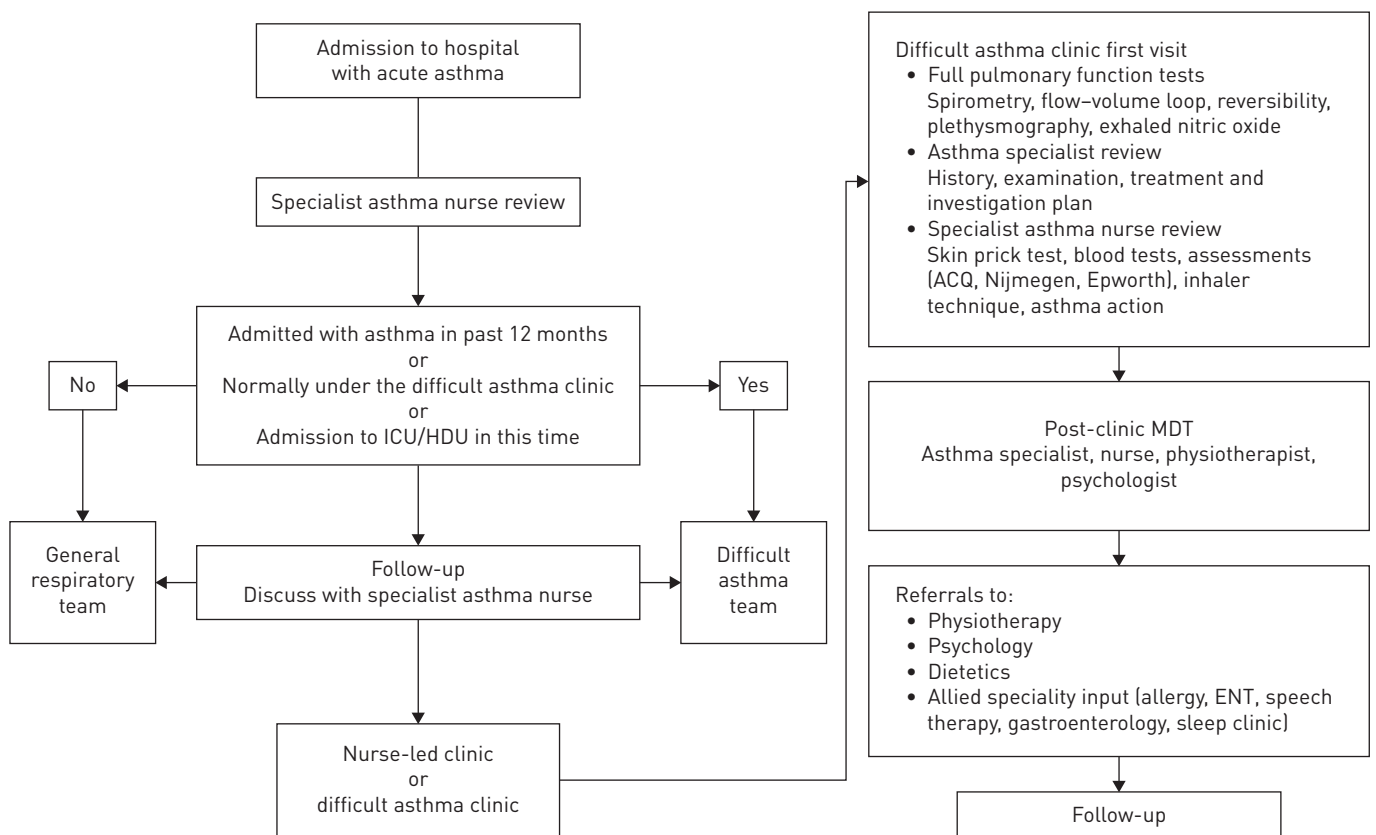 Admission to hospital
with acute asthma
Specialist asthma nurse review
Admitted with asthma in past 12 months
or
Normally under the difficult asthma clinic
or
Admission to ICU/HDU in this time
No
Yes
General
respiratory
team
Follow-up
Discuss with specialist asthma nurse
Difficult
asthma
team
Nurse-led clinic
or
difficult asthma clinic
Difficult asthma clinic first visit
• Full pulmonary function tests
Spirometry, flow–volume loop, reversibility,
plethysmography, exhaled nitric oxide
• Asthma specialist review
History, examination, treatment and
investigation plan
• Specialist asthma nurse review
Skin prick test, blood tests, assessments
(ACQ, Nijmegen, Epworth), inhaler
technique, asthma action
Post-clinic MDT
Asthma specialist, nurse, physiotherapist,
psychologist
Referrals to:
• Physiotherapy
• Psychology
• Dietetics
• Allied speciality input (allergy, ENT, speech
therapy, gastroenterology, sleep clinic)
Follow-up